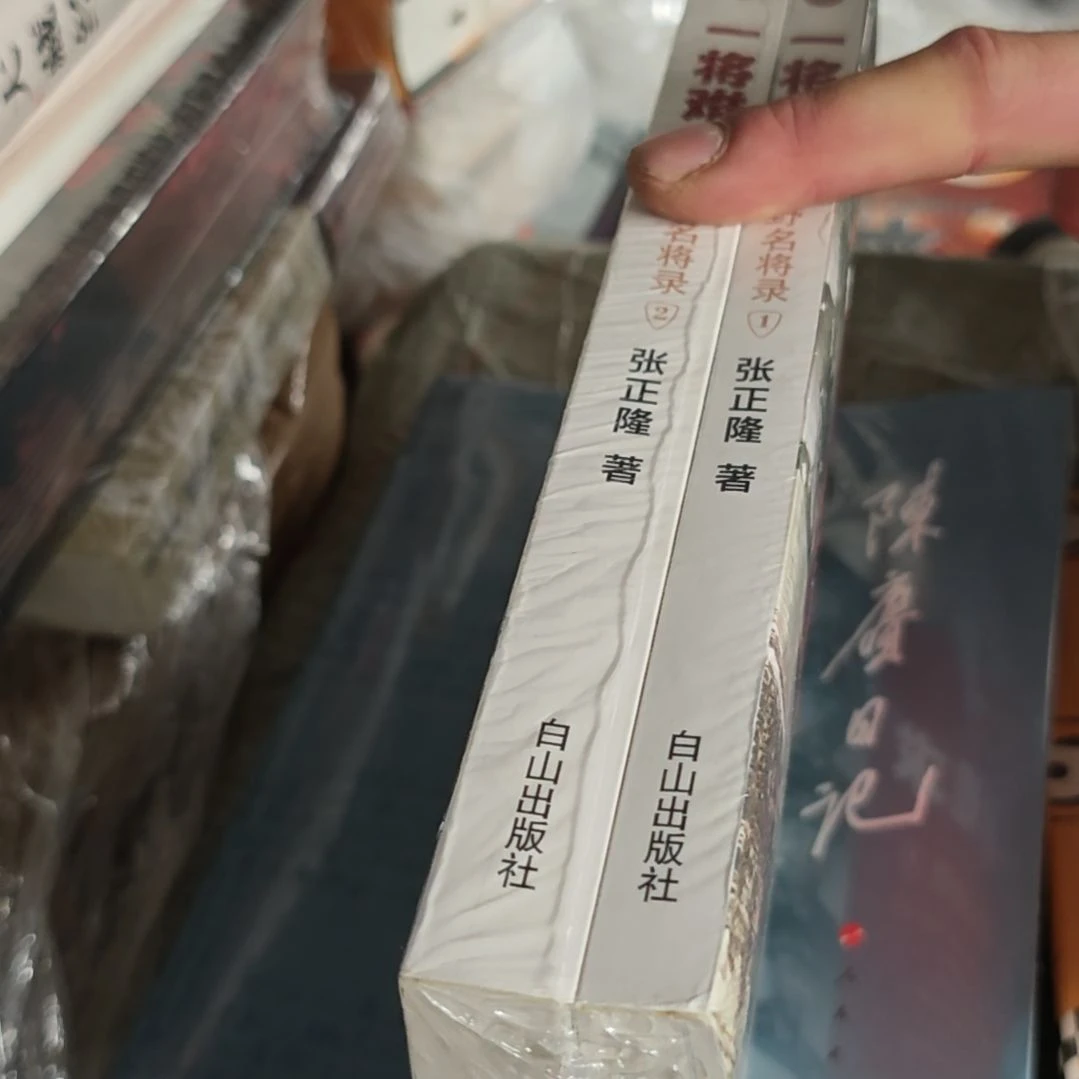 一将难
名将录
2
张正隆 著
白山出版社
一将
名将录
1
张正隆 著
白山出版社
陈赓日记